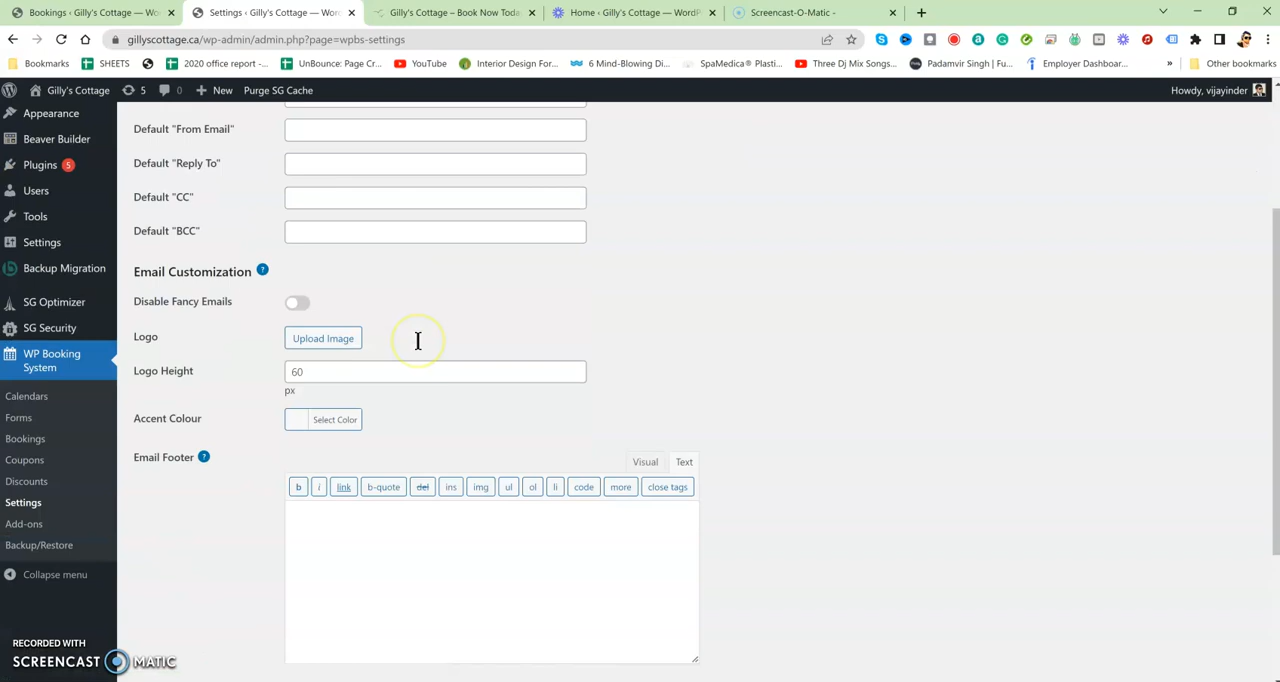 Bookings ‹ Gilly's Cottage — Wo
Settings ‹ Gilly's Cottage — Wor
Gilly's Cottage – Book Now Toda
Home ‹ Gilly's Cottage — WordP
Screencast-O-Matic -
gillyscottage.ca/wp-admin/admin.php?page=wpbs-settings
Bookmarks
SHEETS
2020 office report -...
UnBounce: Page Cr...
YouTube
Interior Design For...
6 Mind-Blowing Di...
SpaMedica® Plasti...
Three Dj Mix Songs...
Padamvir Singh | Fu...
Employer Dashboar...
»
Other bookmarks
Gilly's Cottage
5
0
New
Purge SG Cache
Howdy, vijayinder
Appearance
Beaver Builder
Plugins 5
Users
Tools
Settings
Backup Migration
SG Optimizer
SG Security
WP Booking
System
Calendars
Forms
Bookings
Coupons
Discounts
Settings
Add-ons
Backup/Restore
Collapse menu
Default "From Email"
Default "Reply To"
Default "CC"
Default "BCC"
Email Customization ?
Disable Fancy Emails
Logo
Upload Image
Logo Height
60
px
Accent Colour
Select Color
Email Footer ?
Visual
Text
b
i
link
b-quote
del
ins
img
ul
ol
li
code
more
close tags
RECORDED WITH
SCREENCAST MATIC